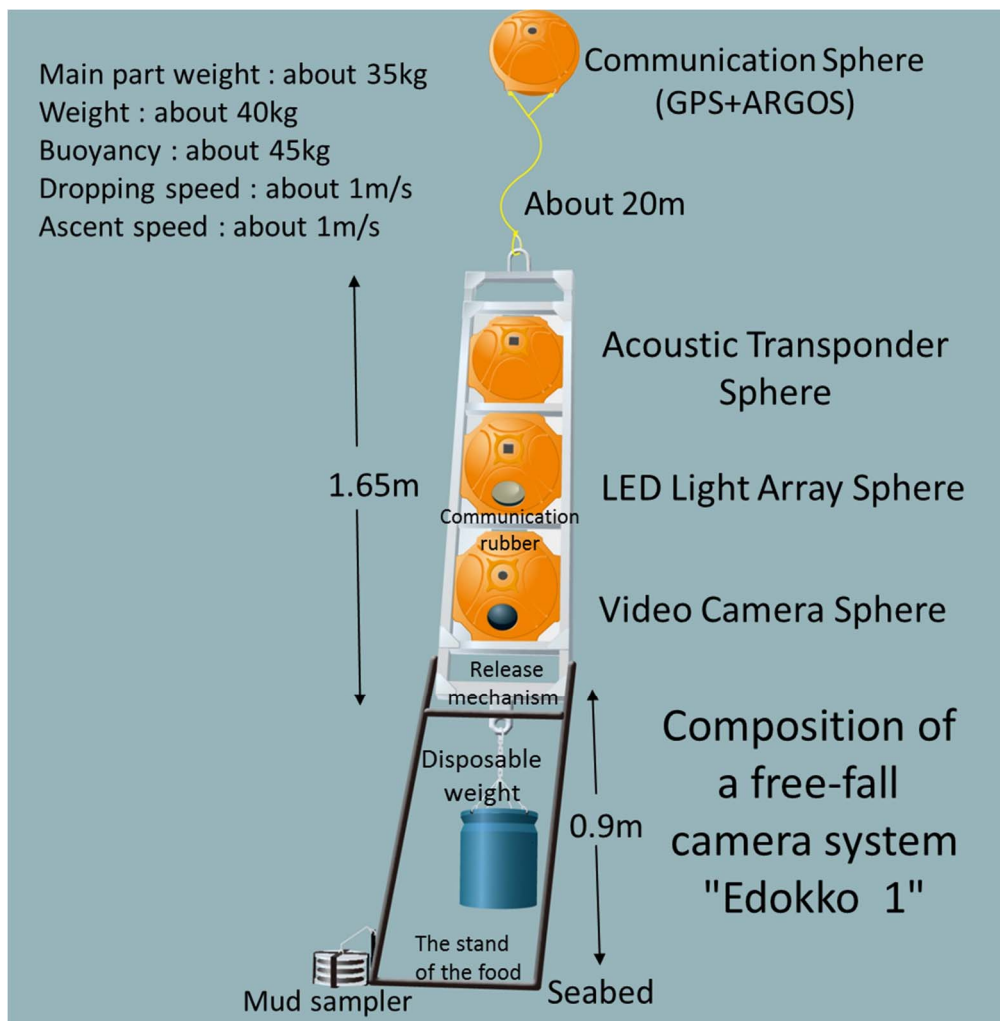 Main part weight : about 35kg
Weight : about 40kg
Buoyancy : about 45kg
Dropping speed : about 1m/s
Ascent speed : about 1m/s
Communication Sphere
(GPS+ARGOS)
About 20m
Acoustic Transponder
Sphere
1.65m
LED Light Array Sphere
Communication
rubber
Video Camera Sphere
Release
mechanism
Disposable
weight
0.9m
Composition of
a free-fall
camera system
"Edokko 1"
The stand
of the food
Mud sampler
Seabed